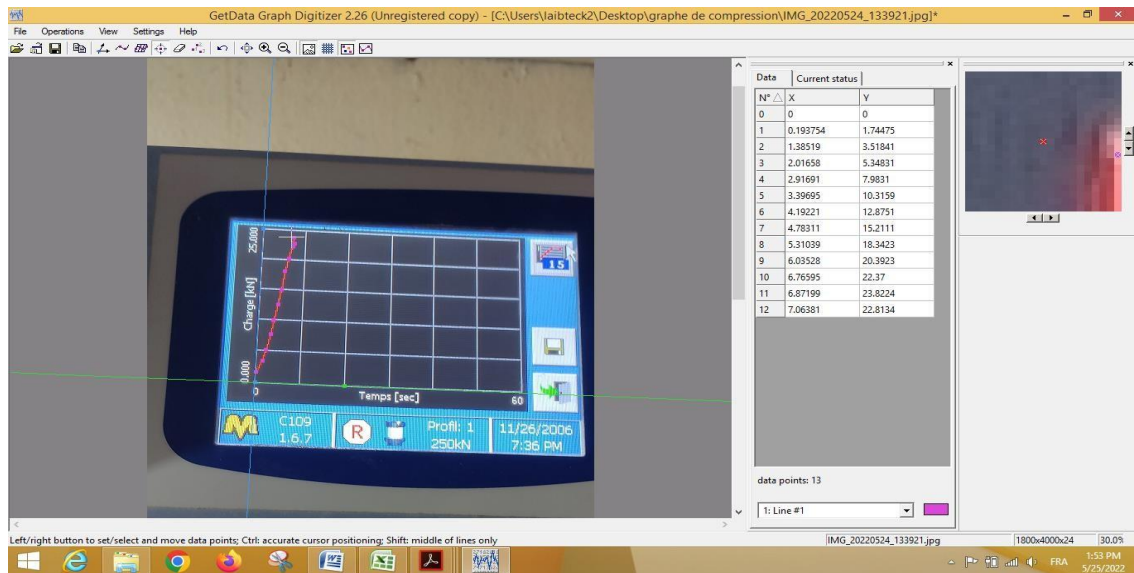 GetData Graph Digitizer 2.26 (Unregistered copy) - [C:\Users\laibteck2\Desktop\graphe de compression\IMG_20220524_133921.jpg]*
File Operations View Settings Help
Data Current status
N° X Y
0 0 0
1 0.193754 1.74475
2 1.38519 3.51841
3 2.01658 5.34831
4 2.91691 7.9831
5 3.39695 10.3159
6 4.19221 12.8751
7 4.78311 15.2111
8 5.31039 18.3423
9 6.03528 20.3923
10 6.76595 22.37
11 6.87199 23.8224
12 7.06381 22.8134
25.000
Charge [kN]
0.000
0 Temps [sec] 60
15
C109
1.6.7
R
Profil: 1
250kN
11/26/2006
7:36 PM
data points: 13
1: Line #1
Left/right button to set/select and move data points; Ctrl: accurate cursor positioning; Shift: middle of lines only
IMG_20220524_133921.jpg 1800x4000x24 30.0%
FRA
1:53 PM
5/25/2022